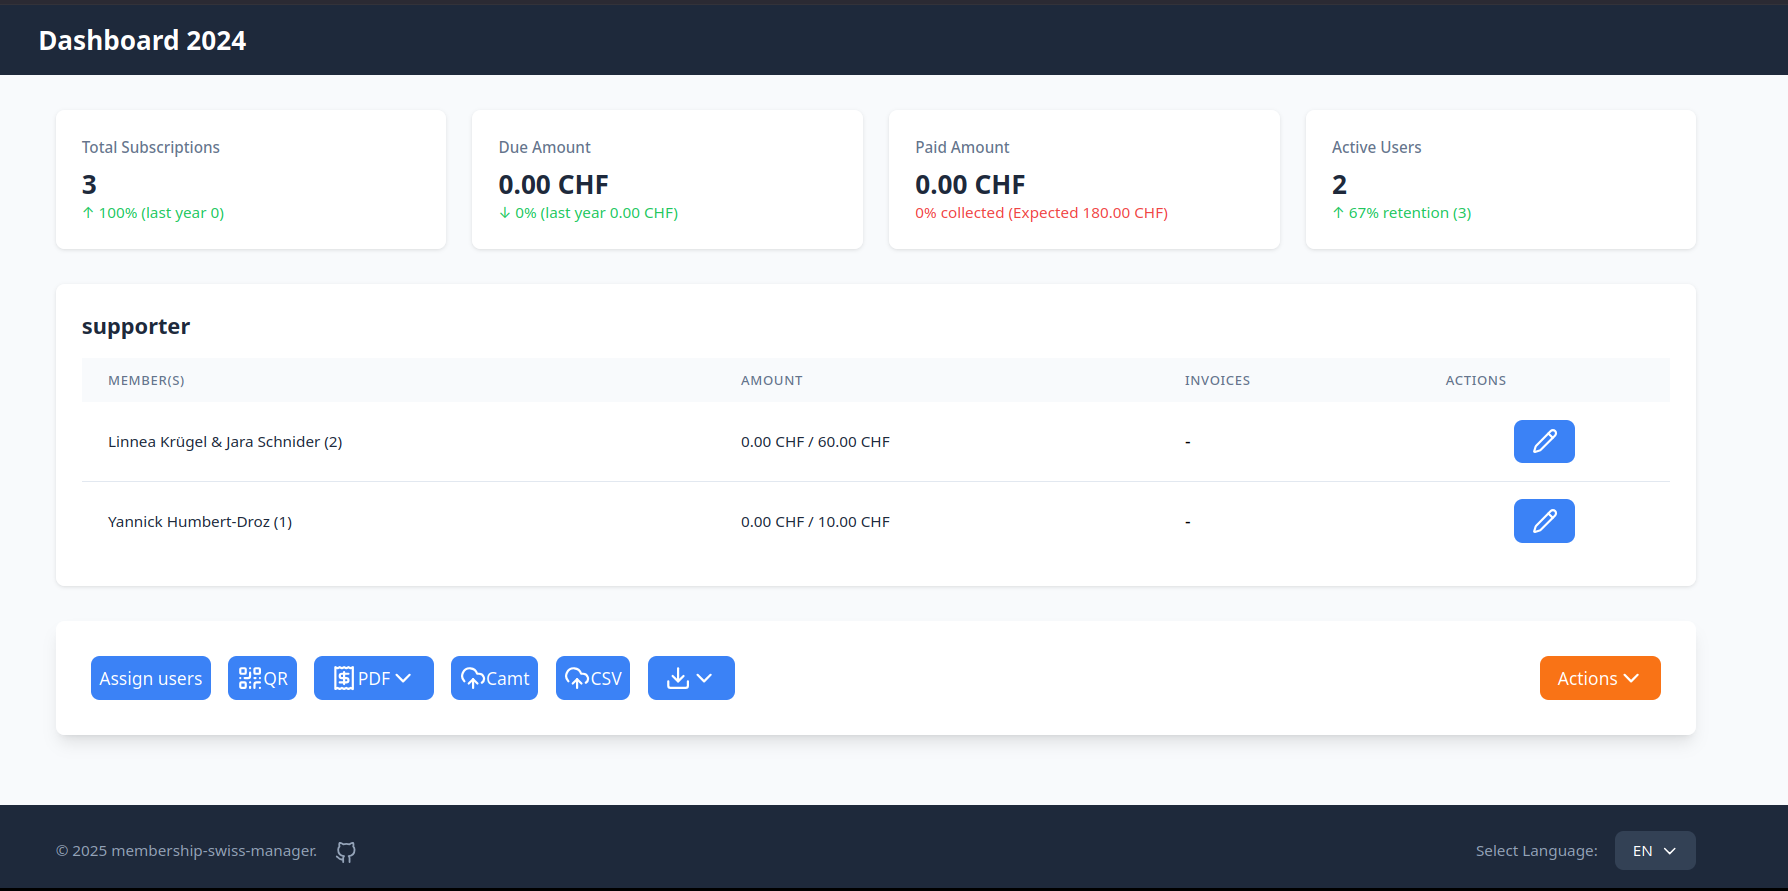 Dashboard 2024
Total Subscriptions
3
↑ 100% (last year 0)
Due Amount
0.00 CHF
↓ 0% (last year 0.00 CHF)
Paid Amount
0.00 CHF
0% collected (Expected 180.00 CHF)
Active Users
2
↑ 67% retention (3)
supporter
MEMBER(S) AMOUNT INVOICES ACTIONS
Linnea Krügel & Jara Schnider (2) 0.00 CHF / 60.00 CHF -
Yannick Humbert-Droz (1) 0.00 CHF / 10.00 CHF -
Assign users QR PDF Camt CSV Actions
© 2025 membership-swiss-manager. Select Language: EN